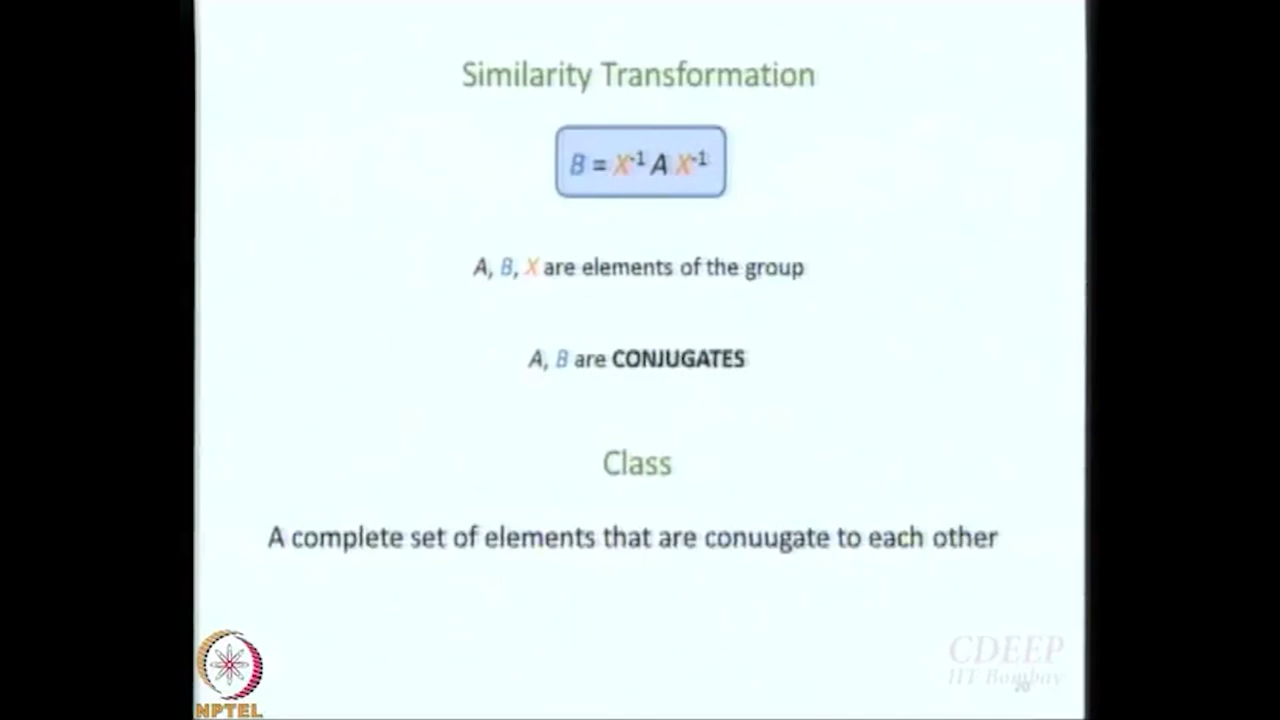 Similarity Transformation
B = X⁻¹ A X⁻¹
A, B, X are elements of the group
A, B are CONJUGATES
Class
A complete set of elements that are conuugate to each other
CDEEP
IIT Bombay
20
NPTEL